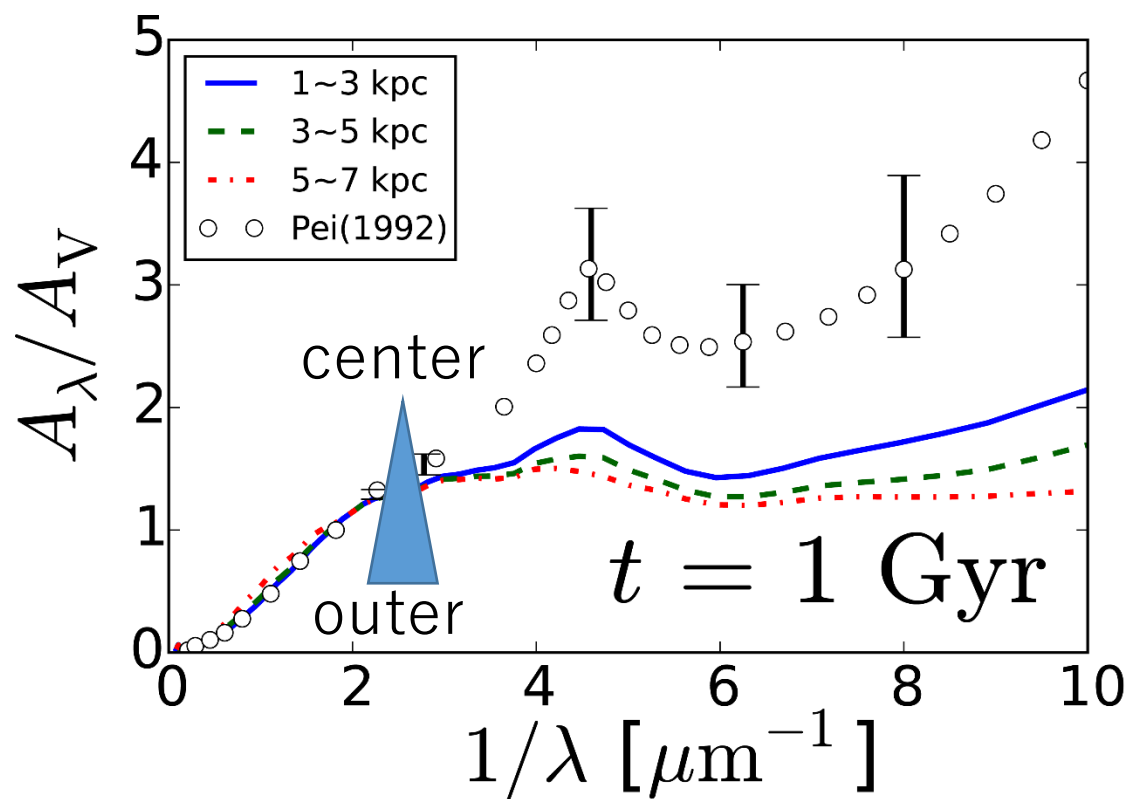 5
4
3
2
1
0
A_λ / A_V
1~3 kpc
3~5 kpc
5~7 kpc
Pei(1992)
center
outer
t = 1 Gyr
0 2 4 6 8 10
1/λ [μm⁻¹ ]